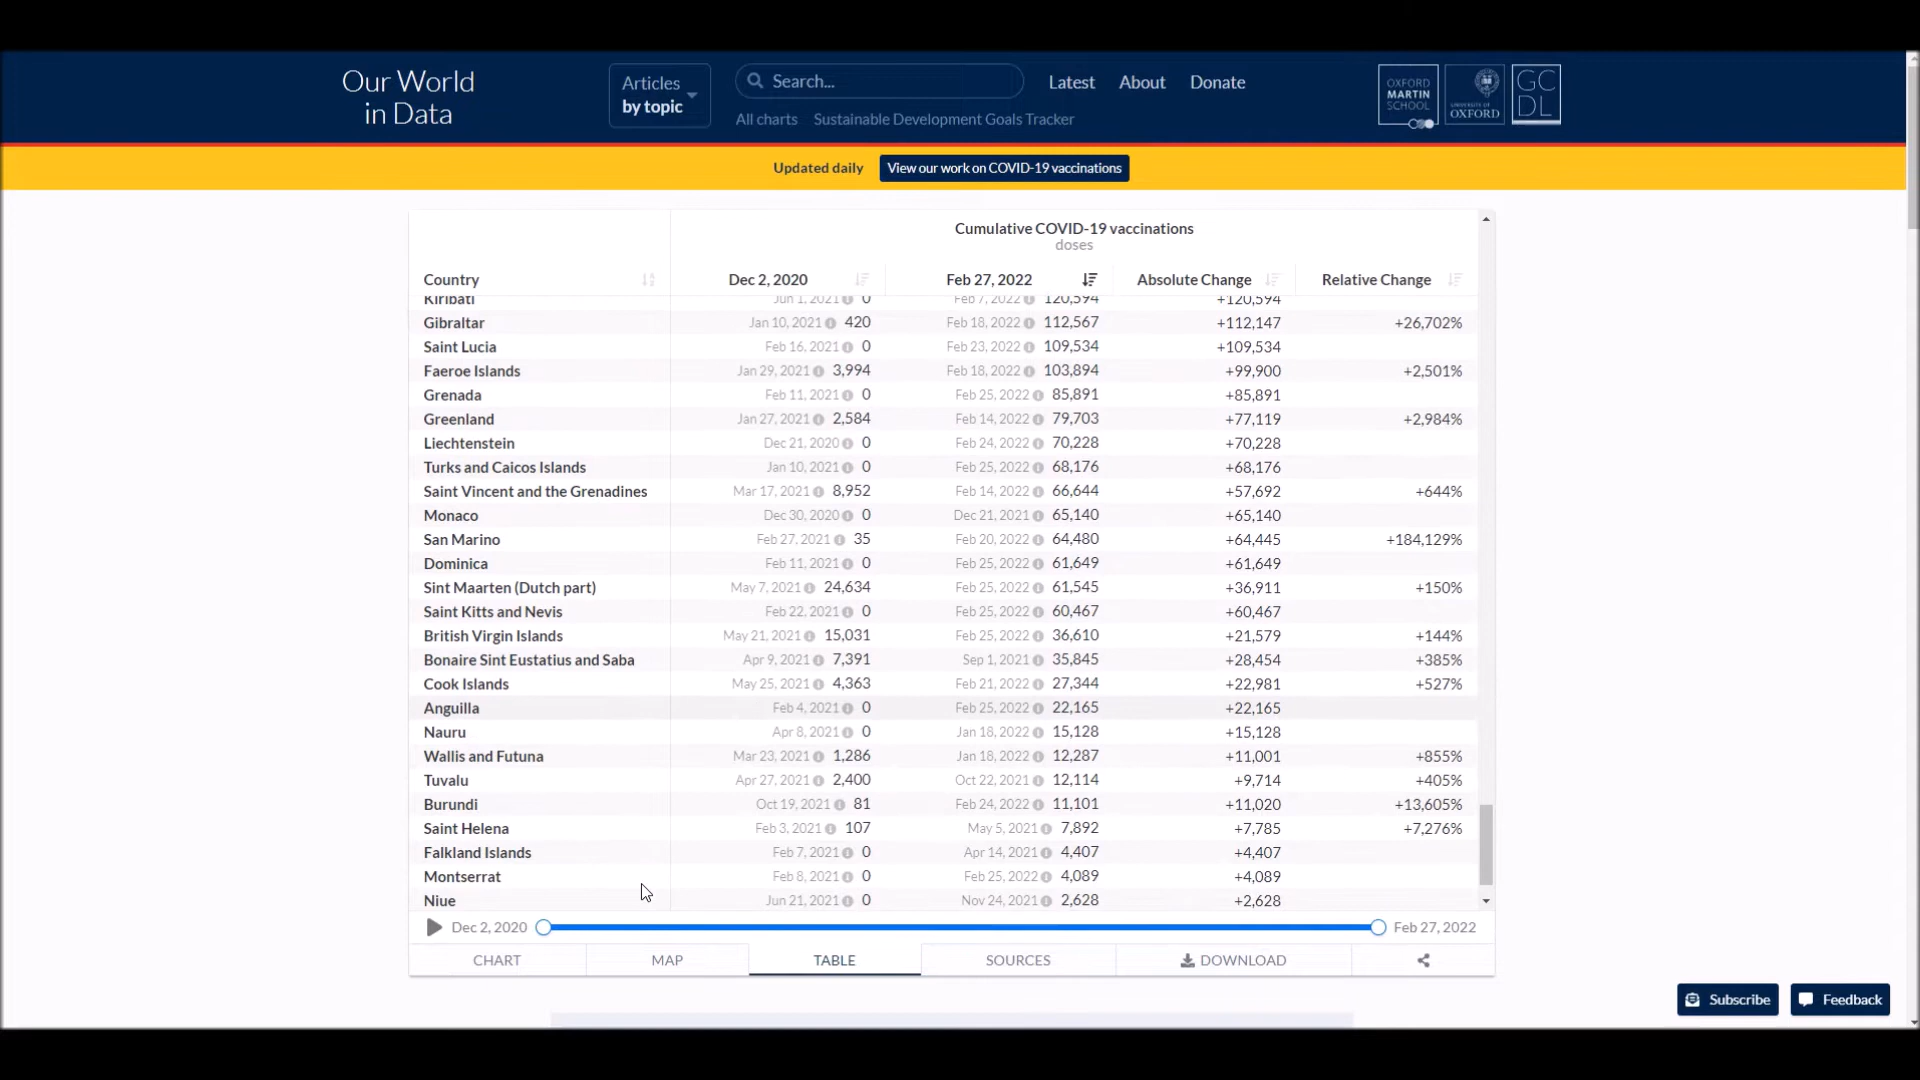 Our World
in Data
Articles
by topic
Search...
Latest
About
Donate
All charts
Sustainable Development Goals Tracker
OXFORD
MARTIN
SCHOOL
UNIVERSITY OF
OXFORD
GC
DL
Updated daily
View our work on COVID-19 vaccinations
Cumulative COVID-19 vaccinations
doses
Country Dec 2, 2020 Feb 27, 2022 Absolute Change Relative Change
Kiribati Jun 1, 2021 0 Feb 7, 2022 120,594 +120,594
Gibraltar Jan 10, 2021 420 Feb 18, 2022 112,567 +112,147 +26,702%
Saint Lucia Feb 16, 2021 0 Feb 23, 2022 109,534 +109,534
Faeroe Islands Jan 29, 2021 3,994 Feb 18, 2022 103,894 +99,900 +2,501%
Grenada Feb 11, 2021 0 Feb 25, 2022 85,891 +85,891
Greenland Jan 27, 2021 2,584 Feb 14, 2022 79,703 +77,119 +2,984%
Liechtenstein Dec 21, 2020 0 Feb 24, 2022 70,228 +70,228
Turks and Caicos Islands Jan 10, 2021 0 Feb 25, 2022 68,176 +68,176
Saint Vincent and the Grenadines Mar 17, 2021 8,952 Feb 14, 2022 66,644 +57,692 +644%
Monaco Dec 30, 2020 0 Dec 21, 2021 65,140 +65,140
San Marino Feb 27, 2021 35 Feb 20, 2022 64,480 +64,445 +184,129%
Dominica Feb 11, 2021 0 Feb 25, 2022 61,649 +61,649
Sint Maarten (Dutch part) May 7, 2021 24,634 Feb 25, 2022 61,545 +36,911 +150%
Saint Kitts and Nevis Feb 22, 2021 0 Feb 25, 2022 60,467 +60,467
British Virgin Islands May 21, 2021 15,031 Feb 25, 2022 36,610 +21,579 +144%
Bonaire Sint Eustatius and Saba Apr 9, 2021 7,391 Sep 1, 2021 35,845 +28,454 +385%
Cook Islands May 25, 2021 4,363 Feb 21, 2022 27,344 +22,981 +527%
Anguilla Feb 4, 2021 0 Feb 25, 2022 22,165 +22,165
Nauru Apr 8, 2021 0 Jan 18, 2022 15,128 +15,128
Wallis and Futuna Mar 23, 2021 1,286 Jan 18, 2022 12,287 +11,001 +855%
Tuvalu Apr 27, 2021 2,400 Oct 22, 2021 12,114 +9,714 +405%
Burundi Oct 19, 2021 81 Feb 24, 2022 11,101 +11,020 +13,605%
Saint Helena Feb 3, 2021 107 May 5, 2021 7,892 +7,785 +7,276%
Falkland Islands Feb 7, 2021 0 Apr 14, 2021 4,407 +4,407
Montserrat Feb 8, 2021 0 Feb 25, 2022 4,089 +4,089
Niue Jun 21, 2021 0 Nov 24, 2021 2,628 +2,628
Dec 2, 2020 Feb 27, 2022
CHART MAP TABLE SOURCES DOWNLOAD
Subscribe
Feedback